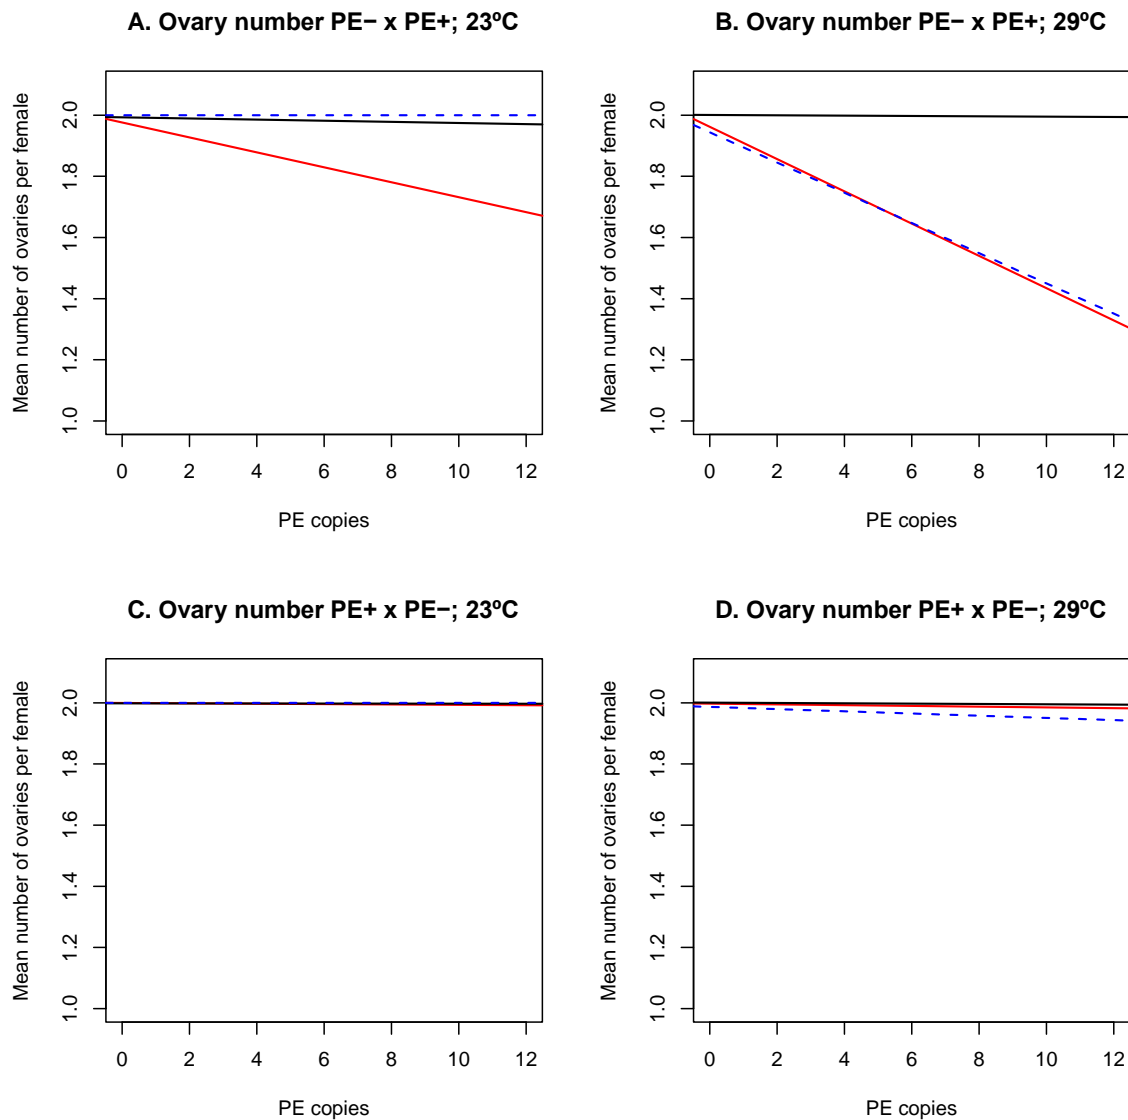 A. Ovary number PE− x PE+; 23ºC
Mean number of ovaries per female
2.0
1.8
1.6
1.4
1.2
1.0
0 2 4 6 8 10 12
PE copies
B. Ovary number PE− x PE+; 29ºC
Mean number of ovaries per female
2.0
1.8
1.6
1.4
1.2
1.0
0 2 4 6 8 10 12
PE copies
C. Ovary number PE+ x PE−; 23ºC
Mean number of ovaries per female
2.0
1.8
1.6
1.4
1.2
1.0
0 2 4 6 8 10 12
PE copies
D. Ovary number PE+ x PE−; 29ºC
Mean number of ovaries per female
2.0
1.8
1.6
1.4
1.2
1.0
0 2 4 6 8 10 12
PE copies